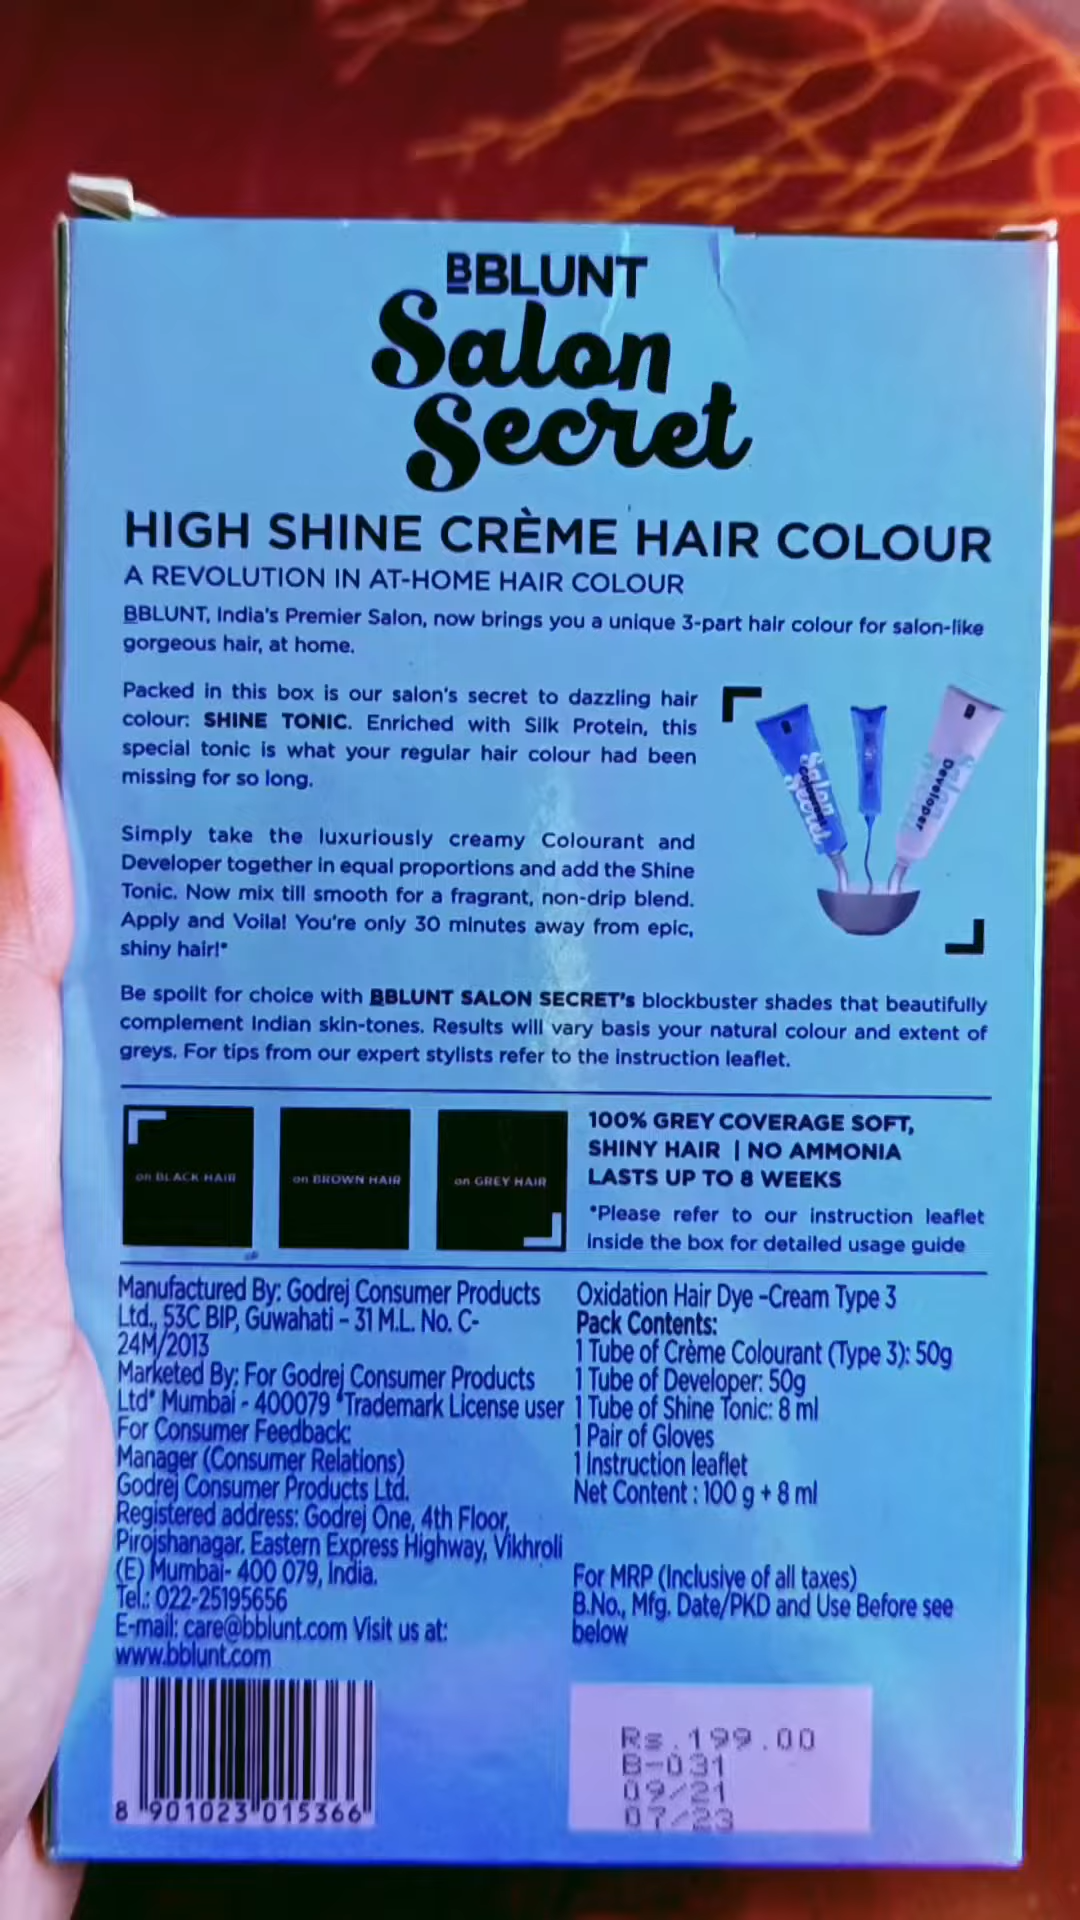 BBLUNT
Salon
Secret
HIGH SHINE CRÈME HAIR COLOUR
A REVOLUTION IN AT-HOME HAIR COLOUR
BBLUNT, India's Premier Salon, now brings you a unique 3-part hair colour for salon-like
gorgeous hair, at home.
Packed in this box is our salon's secret to dazzling hair
colour: SHINE TONIC. Enriched with Silk Protein, this
special tonic is what your regular hair colour had been
missing for so long.
Salon
Secret
Colourant
Developer
Simply take the luxuriously creamy Colourant and
Developer together in equal proportions and add the Shine
Tonic. Now mix till smooth for a fragrant, non-drip blend.
Apply and Voila! You're only 30 minutes away from epic,
shiny hair!*
Be spoilt for choice with BBLUNT SALON SECRET's blockbuster shades that beautifully
complement Indian skin-tones. Results will vary basis your natural colour and extent of
greys. For tips from our expert stylists refer to the instruction leaflet.
on BLACK HAIR
on BROWN HAIR
on GREY HAIR
100% GREY COVERAGE SOFT,
SHINY HAIR | NO AMMONIA
LASTS UP TO 8 WEEKS
*Please refer to our instruction leaflet
inside the box for detailed usage guide
Manufactured By: Godrej Consumer Products
Ltd., 53C BIP, Guwahati - 31 M.L. No. C-
24M/2013
Marketed By: For Godrej Consumer Products
Ltd* Mumbai - 400079 *Trademark License user
For Consumer Feedback:
Manager (Consumer Relations)
Godrej Consumer Products Ltd.
Registered address: Godrej One, 4th Floor,
Pirojshanagar. Eastern Express Highway, Vikhroli
(E) Mumbai- 400 079, India.
Tel.: 022-25195656
E-mail: care@bblunt.com Visit us at:
www.bblunt.com
Oxidation Hair Dye -Cream Type 3
Pack Contents:
1 Tube of Crème Colourant (Type 3): 50g
1 Tube of Developer: 50g
1 Tube of Shine Tonic: 8 ml
1 Pair of Gloves
1 Instruction leaflet
Net Content : 100 g + 8 ml
For MRP (Inclusive of all taxes)
B.No., Mfg. Date/PKD and Use Before see
below
8 901023 015366
Rs.199.00
B-031
09/21
07/23